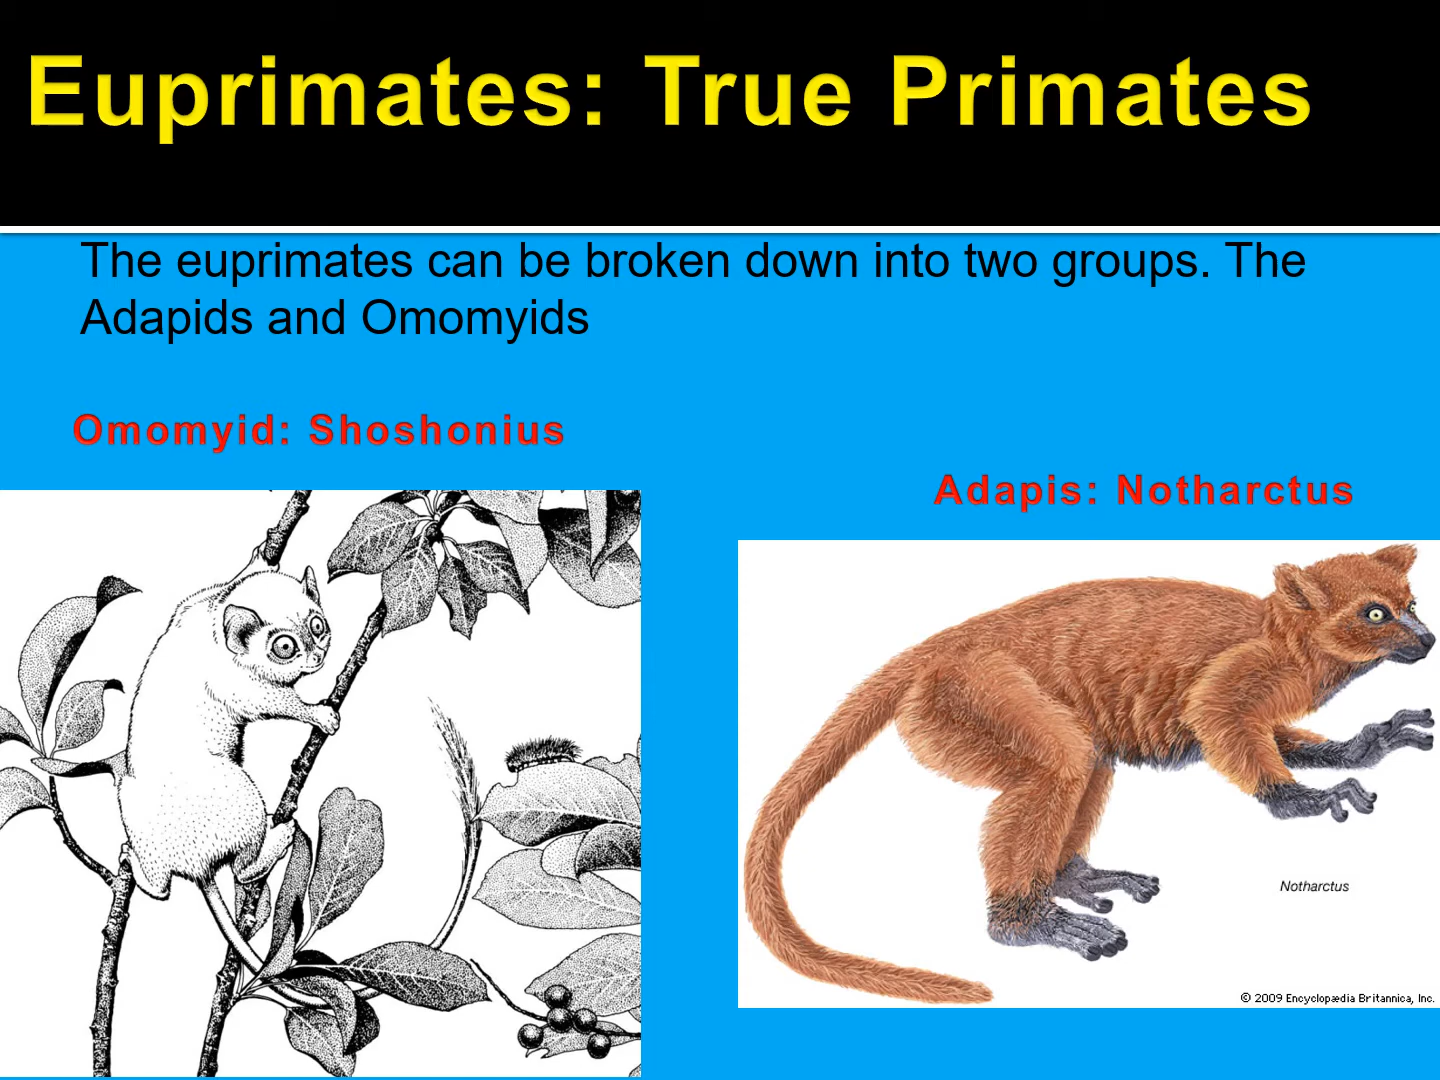 Euprimates: True Primates
The euprimates can be broken down into two groups. The
Adapids and Omomyids
Omomyid: Shoshonius
Adapis: Notharctus
Notharctus
© 2009 Encyclopædia Britannica, Inc.